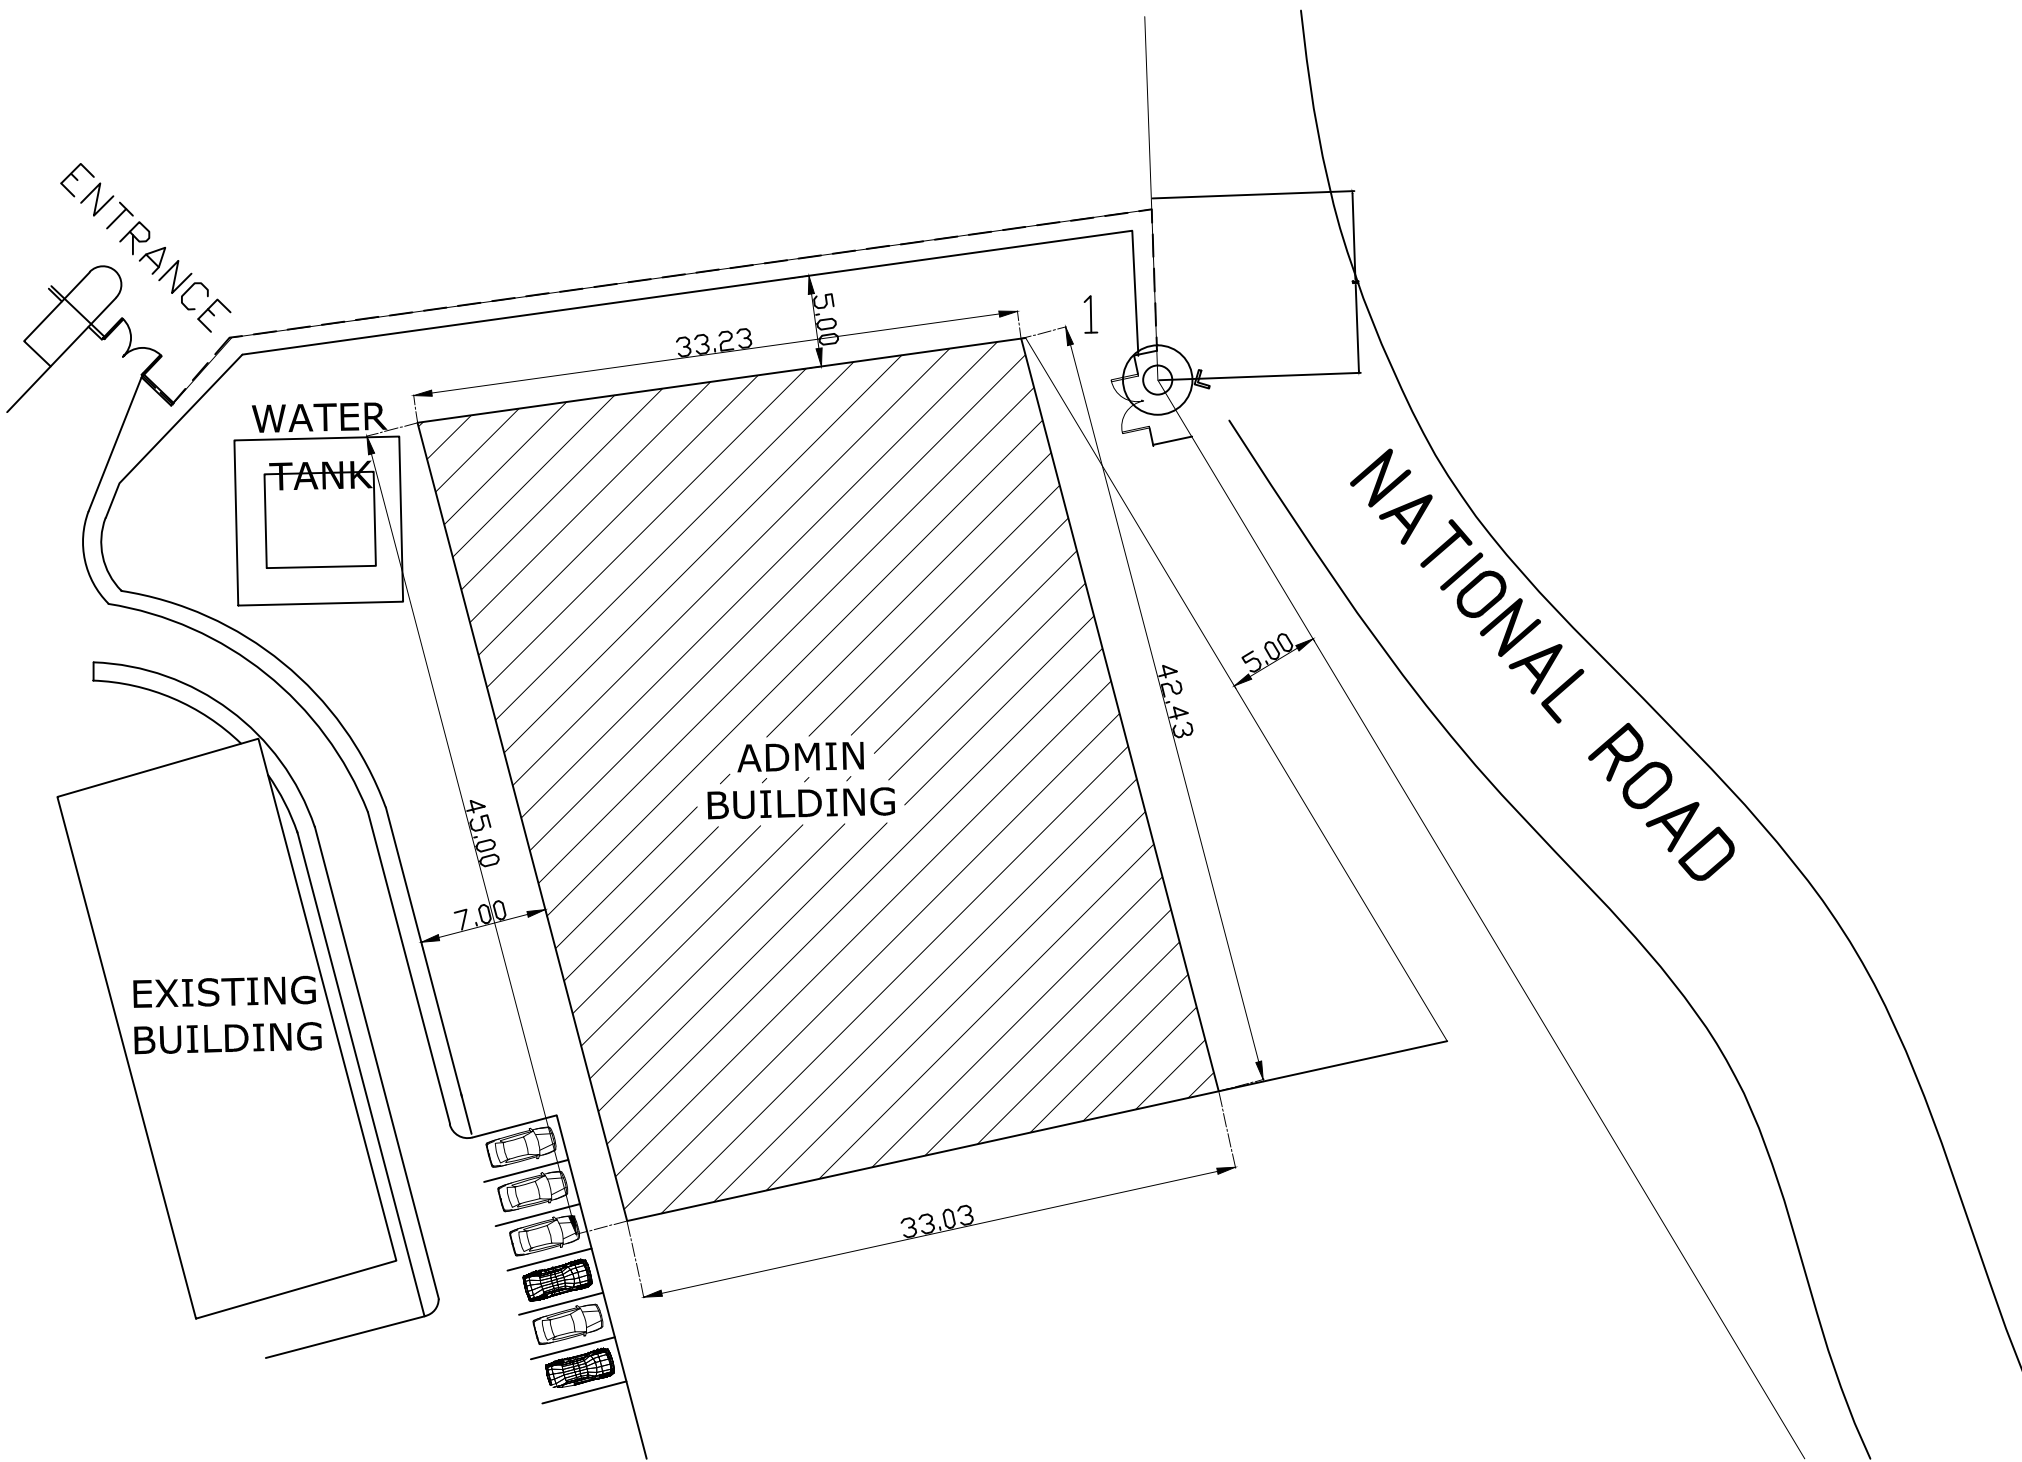 ENTRANCE
5.00
1
33.23
WATER
TANK
NATIONAL ROAD
5.00
42.43
ADMIN
BUILDING
45.00
7.00
EXISTING
BUILDING
33.03